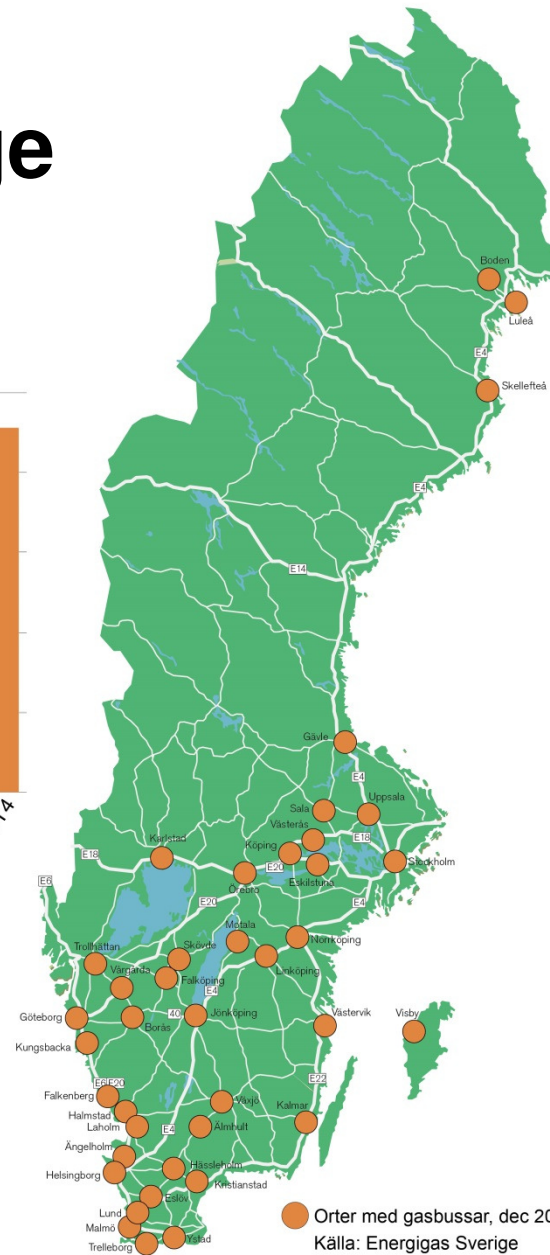 ge
14
Boden
Luleå
E4
Skellefteå
E4
E14
Gävle
E4
Sala
Uppsala
Västerås
E18
Köping
Karlstad
E18
E20
Stockholm
Eskilstuna
Örebro
E6
E20
E4
Motala
Norrköping
Skövde
Trollhättan
Linköping
Vårgårda
Falköping
E4
Göteborg
40
Jönköping
Västervik
Visby
Borås
Kungsbacka
E22
E6
E20
Falkenberg
Växjö
Kalmar
Halmstad
Laholm
E4
Älmhult
Ängelholm
Hässleholm
Helsingborg
Kristianstad
Eslöv
Lund
Malmö
Ystad
Trelleborg
Orter med gasbussar, dec 20
Källa: Energigas Sverige